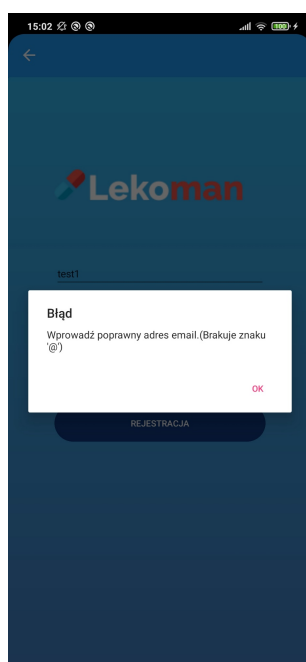 15:02
100
Lekoman
test1
Błąd
Wprowadź poprawny adres email.(Brakuje znaku
'@')
OK
REJESTRACJA